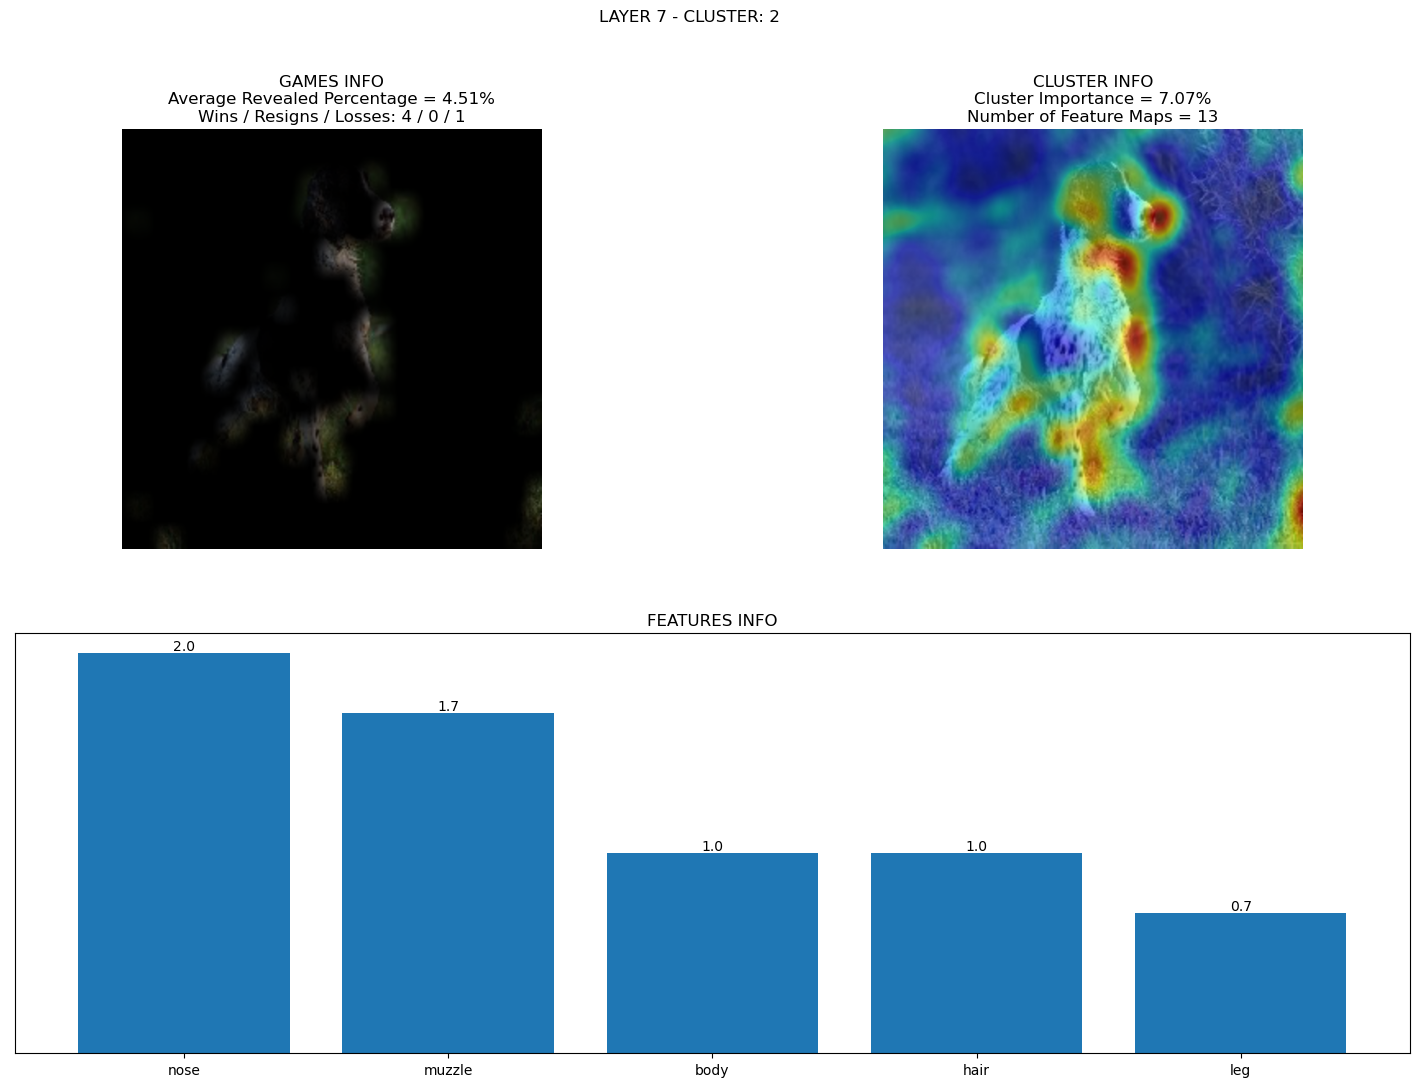 LAYER 7 - CLUSTER: 2
GAMES INFO
Average Revealed Percentage = 4.51%
Wins / Resigns / Losses: 4 / 0 / 1
CLUSTER INFO
Cluster Importance = 7.07%
Number of Feature Maps = 13
FEATURES INFO
2.0
1.7
1.0
1.0
0.7
nose
muzzle
body
hair
leg